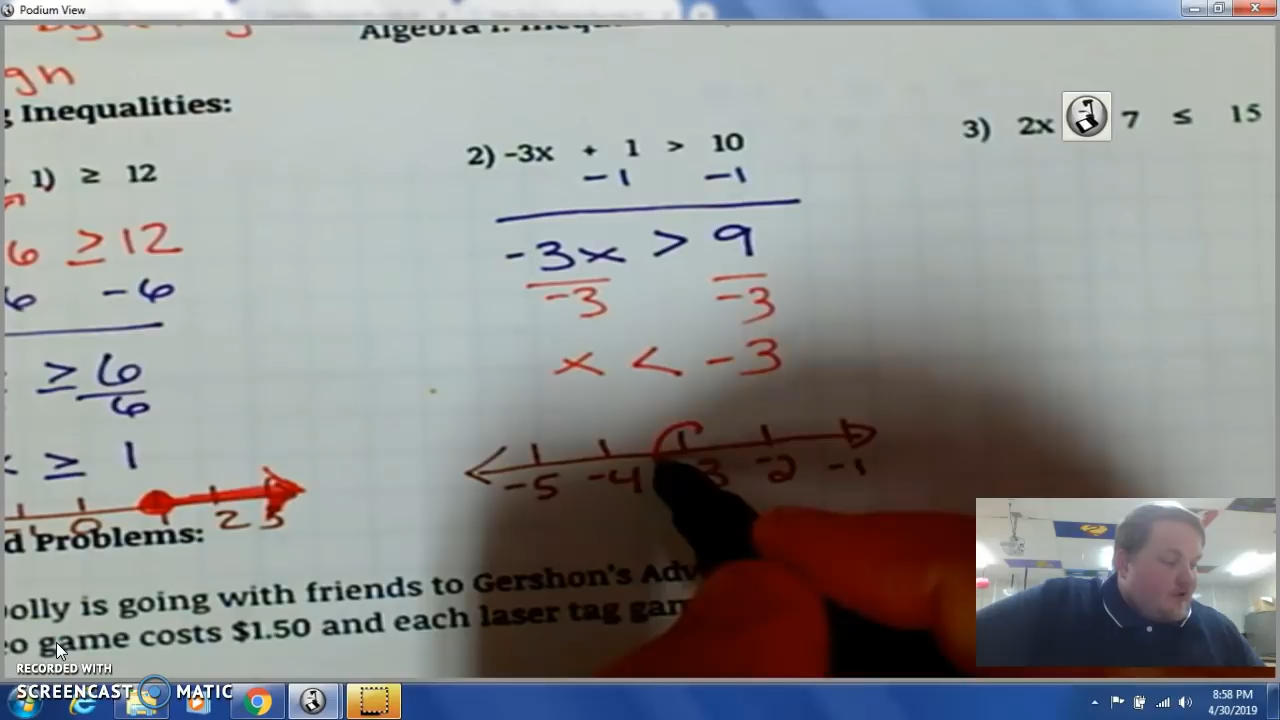 Podium View
Algebra I:
gn
Inequalities:
1) ≥ 12
6 ≥ 12
6 -6
≥ 6
6
≥ 1
0 2 3
2) -3x + 1 > 10
-1 -1
-3x > 9
-3 -3
x < -3
-5 -4 -3 -2 -1
3) 2x 7 ≤ 15
d Problems:
olly is going with friends to Gershon's Adv
eo game costs $1.50 and each laser tag gam
RECORDED WITH
SCREENCAST MATIC
8:58 PM
4/30/2019